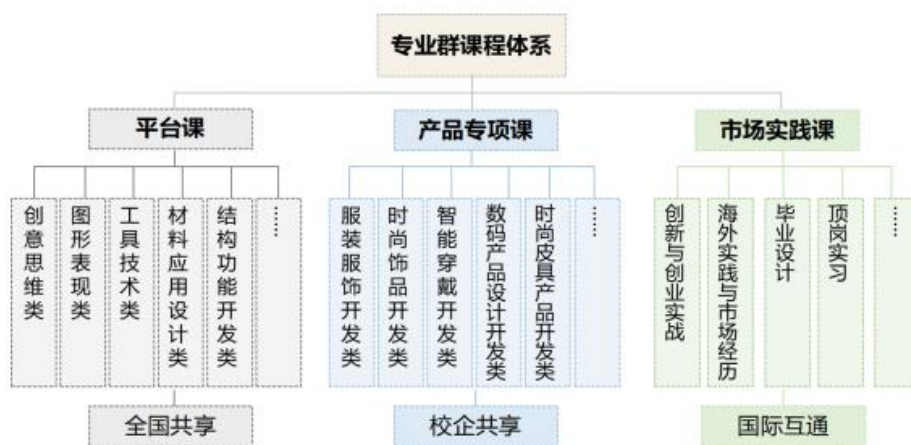 专业群课程体系
平台课
产品专项课
市场实践课
创意思维类
图形表现类
工具技术类
材料应用设计类
结构功能开发类
……
服装服饰开发类
时尚饰品开发类
智能穿戴开发类
数码产品设计开发类
时尚皮具产品开发类
……
创新与创业实战
海外实践与市场经历
毕业设计
顶岗实习
……
全国共享
校企共享
国际互通